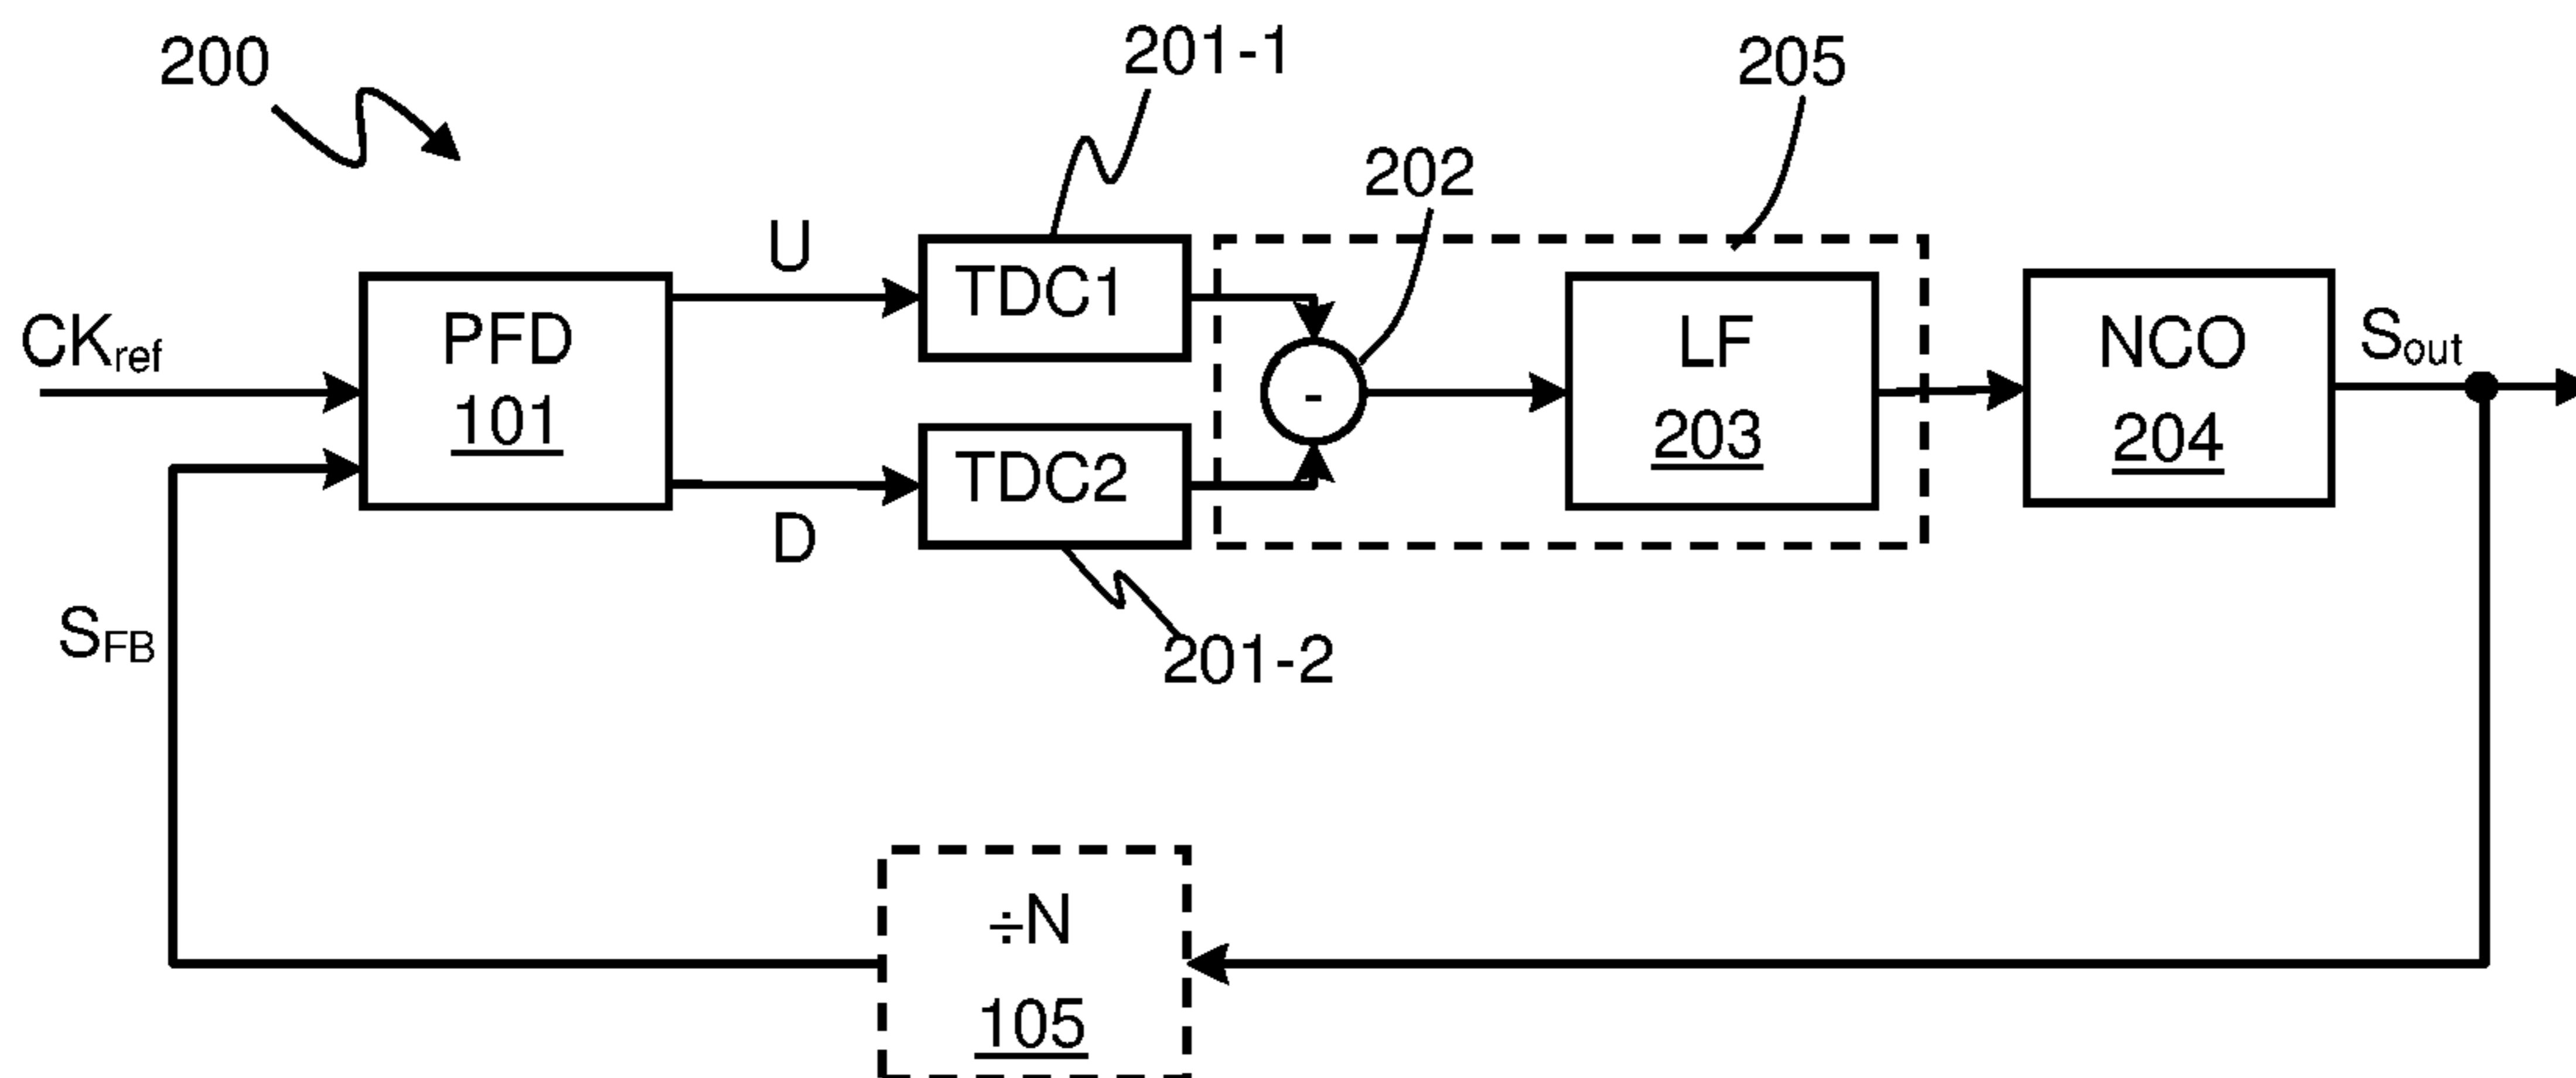 200
201-1
205
202
U
TDC1
CKref
PFD
101
LF
203
NCO
204
Sout
-
D
TDC2
SFB
201-2
÷N
105